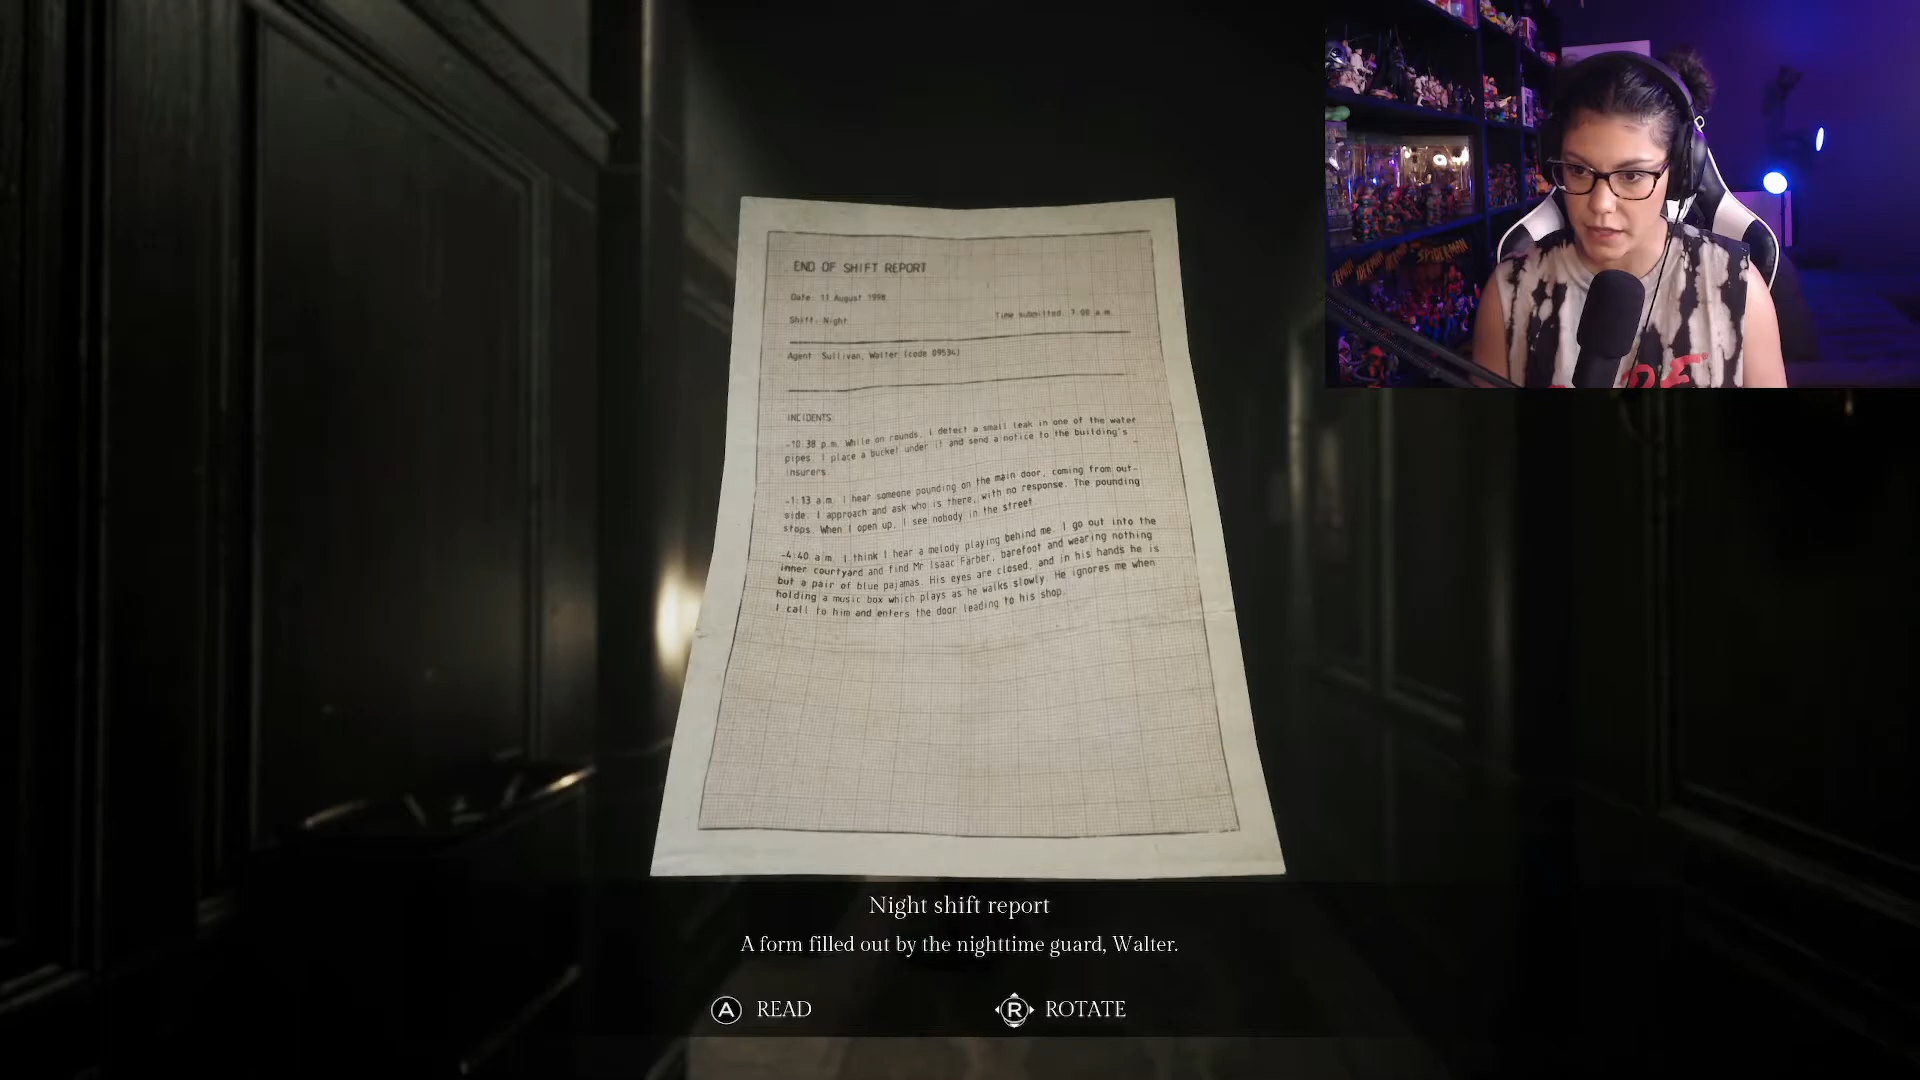 SPIDER-MAN
END OF SHIFT REPORT
Date: 11 August 1998
Shift: Night
Time submitted: 7:00 a.m.
Agent: Sullivan, Walter (code 09534)
INCIDENTS:
-10:38 p.m. While on rounds, I detect a small leak in one of the water
pipes. I place a bucket under it and send a notice to the building's
insurers.
-1:13 a.m. I hear someone pounding on the main door, coming from out-
side. I approach and ask who is there, with no response. The pounding
stops. When I open up, I see nobody in the street.
-4:40 a.m. I think I hear a melody playing behind me. I go out into the
inner courtyard and find Mr Isaac Farber, barefoot and wearing nothing
but a pair of blue pajamas. His eyes are closed, and in his hands he is
holding a music box which plays as he walks slowly. He ignores me when
I call to him and enters the door leading to his shop.
Night shift report
A form filled out by the nighttime guard, Walter.
A READ
R ROTATE